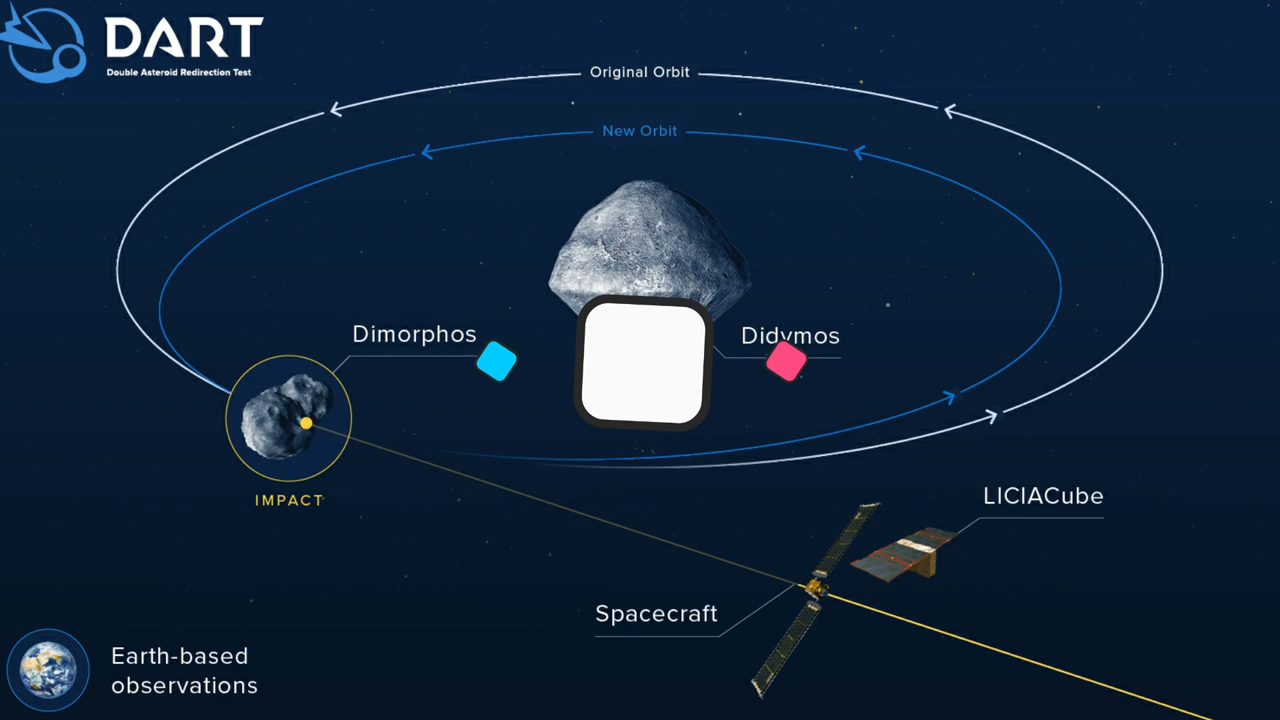 DART
Double Asteroid Redirection Test
Original Orbit
New Orbit
Dimorphos
Didymos
IMPACT
LICIACube
Spacecraft
Earth-based
observations